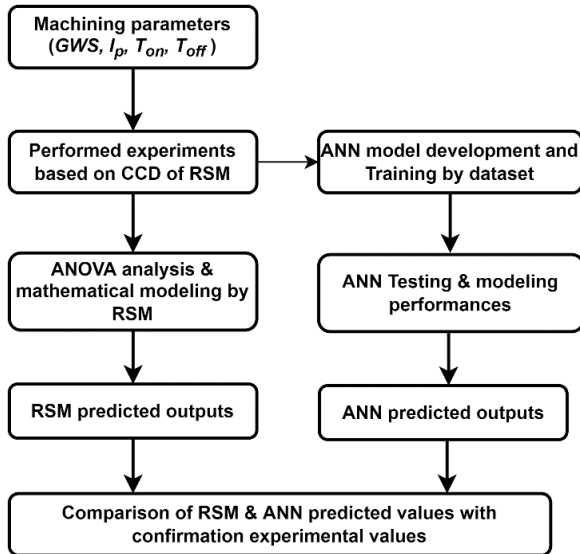 Machining parameters
(GWS, Ip, Ton, Toff )
Performed experiments
based on CCD of RSM
ANN model development and
Training by dataset
ANOVA analysis &
mathematical modeling by
RSM
ANN Testing & modeling
performances
RSM predicted outputs
ANN predicted outputs
Comparison of RSM & ANN predicted values with
confirmation experimental values